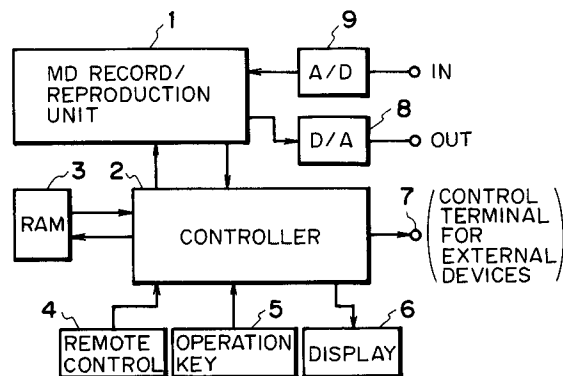 1
9
MD RECORD/
REPRODUCTION
UNIT
A/D
IN
8
D/A
OUT
3
2
7
RAM
CONTROLLER
(CONTROL
TERMINAL
FOR
EXTERNAL
DEVICES)
4
5
6
REMOTE
CONTROL
OPERATION
KEY
DISPLAY